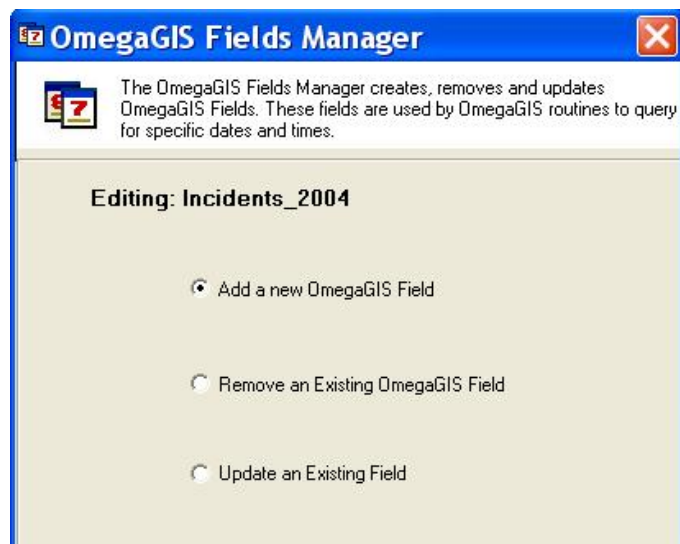 OmegaGIS Fields Manager
The OmegaGIS Fields Manager creates, removes and updates
OmegaGIS Fields. These fields are used by OmegaGIS routines to query
for specific dates and times.
Editing: Incidents_2004
Add a new OmegaGIS Field
Remove an Existing OmegaGIS Field
Update an Existing Field